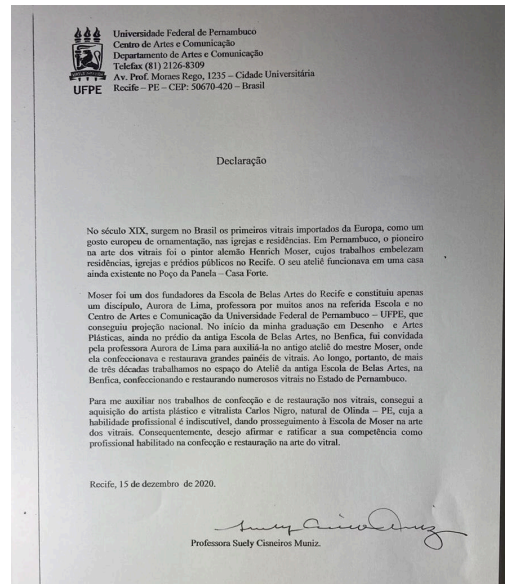 Universidade Federal de Pernambuco
Centro de Artes e Comunicação
Departamento de Artes e Comunicação
Telefax (81) 2126-8309
Av. Prof. Moraes Rego, 1235 – Cidade Universitária
Recife – PE – CEP: 50670-420 – Brasil
UFPE
Declaração
No século XIX, surgem no Brasil os primeiros vitrais importados da Europa, como um
gosto europeu de ornamentação, nas igrejas e residências. Em Pernambuco, o pioneiro
na arte dos vitrais foi o pintor alemão Henrich Moser, cujos trabalhos embelezam
residências, igrejas e prédios públicos no Recife. O seu ateliê funcionava em uma casa
ainda existente no Poço da Panela – Casa Forte.
Moser foi um dos fundadores da Escola de Belas Artes do Recife e constituiu apenas
um discípulo, Aurora de Lima, professora por muitos anos na referida Escola e no
Centro de Artes e Comunicação da Universidade Federal de Pernambuco – UFPE, que
conseguiu projeção nacional. No início da minha graduação em Desenho e Artes
Plásticas, ainda no prédio da antiga Escola de Belas Artes, no Benfica, fui convidada
pela professora Aurora de Lima para auxiliá-la no antigo ateliê do mestre Moser, onde
ela confeccionava e restaurava grandes painéis de vitrais. Ao longo, portanto, de mais
de três décadas trabalhamos no espaço do Ateliê da antiga Escola de Belas Artes, na
Benfica, confeccionando e restaurando numerosos vitrais no Estado de Pernambuco.
Para me auxiliar nos trabalhos de confecção e de restauração nos vitrais, consegui a
aquisição do artista plástico e vitralista Carlos Nigro, natural de Olinda – PE, cuja a
habilidade profissional é indiscutível, dando prosseguimento à Escola de Moser na arte
dos vitrais. Consequentemente, desejo afirmar e ratificar a sua competência como
profissional habilitado na confecção e restauração na arte do vitral.
Recife, 15 de dezembro de 2020.
Suely Cisneiros Muniz
Professora Suely Cisneiros Muniz.